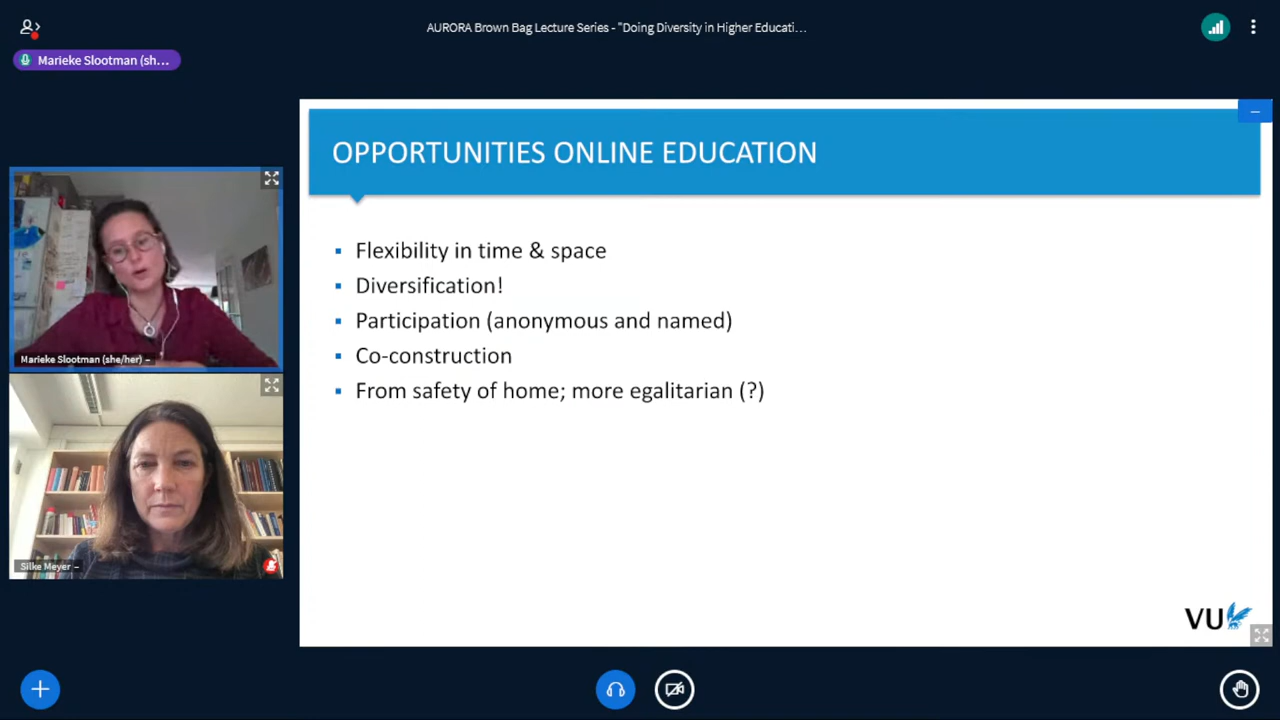 AURORA Brown Bag Lecture Series - "Doing Diversity in Higher Educati…
Marieke Slootman (sh…
OPPORTUNITIES ONLINE EDUCATION
Flexibility in time & space
Diversification!
Participation (anonymous and named)
Co-construction
From safety of home; more egalitarian (?)
Marieke Slootman (she/her)
Silke Meyer
VU